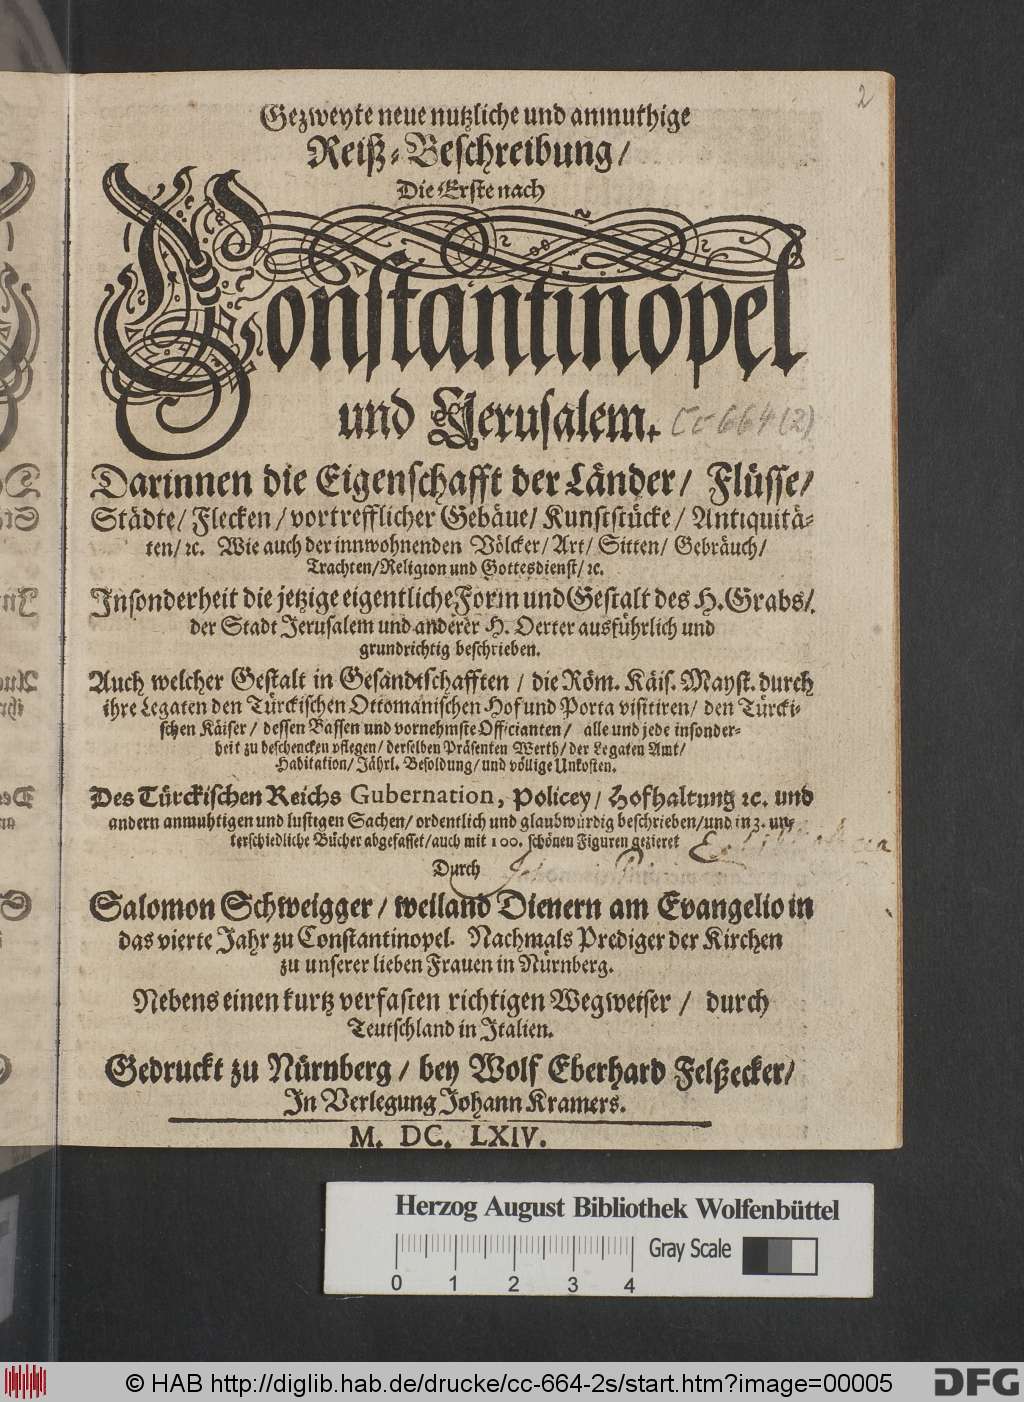 2
Gezweyte neue nutzliche und anmuthige
Reiß-Beschreibung/
Die Erste nach
Constantinopel
und Jerusalem.
Cc 664 (2)
Darinnen die Eigenschafft der Länder/ Flüsse/
Städte/ Flecken/ vortrefflicher Gebäue/ Kunststücke/ Antiquitä-
ten/ ꝛc. Wie auch der innwohnenden Völcker/ Art/ Sitten/ Gebräuch/
Trachten/ Religion und Gottesdienst/ ꝛc.
Insonderheit die jetzige eigentliche Form und Gestalt des H. Grabs/
der Stadt Jerusalem und anderer H. Oerter ausführlich und
grundrichtig beschrieben.
Auch welcher Gestalt in Gesandtschafften/ die Röm. Käis. Mayst. durch
ihre Legaten den Türckischen Ottomanischen Hof und Porta visitiren/ den Türcki-
schen Käiser/ dessen Bassen und vornehmste Officianten/ alle und jede insonder-
heit zu beschencken pflegen/ derselben Präsenten Werth/ der Legaten Amt/
Habitation/ Jährl. Besoldung/ und völlige Unkosten.
Des Türckischen Reichs Gubernation, Policey/ Hofhaltung ꝛc. und
andern anmuhtigen und lustigen Sachen/ ordentlich und glaubwürdig beschrieben/ und in 3. un-
terschiedliche Bücher abgefasset/ auch mit 100. schönen Figuren gezieret
Durch
Salomon Schweigger/ weiland Dienern am Evangelio in
das vierte Jahr zu Constantinopel. Nachmals Prediger der Kirchen
zu unserer lieben Frauen in Nürnberg.
Nebens einen kurtz verfasten richtigen Wegweiser/ durch
Teutschland in Italien.
Gedruckt zu Nürnberg/ bey Wolf Eberhard Felßecker/
In Verlegung Johann Kramers.
M. DC. LXIV.
Herzog August Bibliothek Wolfenbüttel
Gray Scale
0 1 2 3 4
© HAB http://diglib.hab.de/drucke/cc-664-2s/start.htm?image=00005
DFG